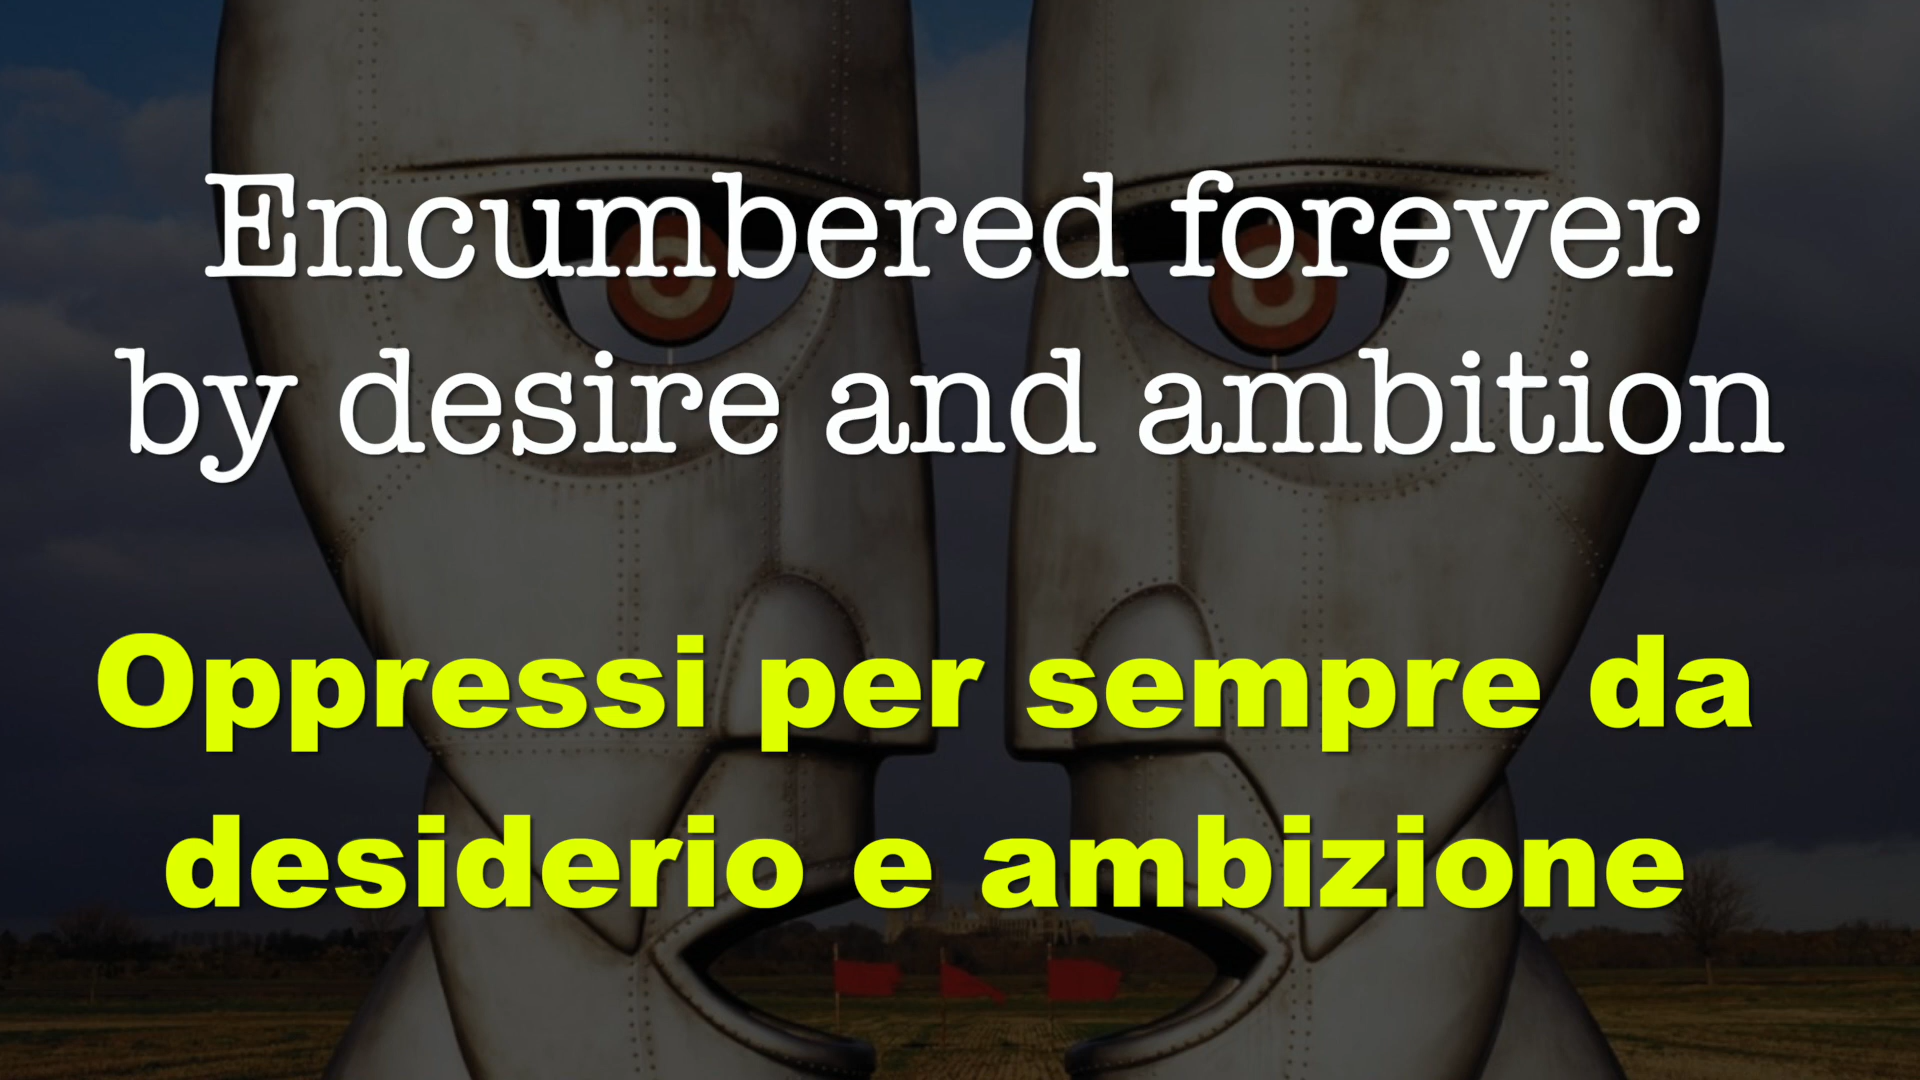 Encumbered forever
by desire and ambition
Oppressi per sempre da
desiderio e ambizione